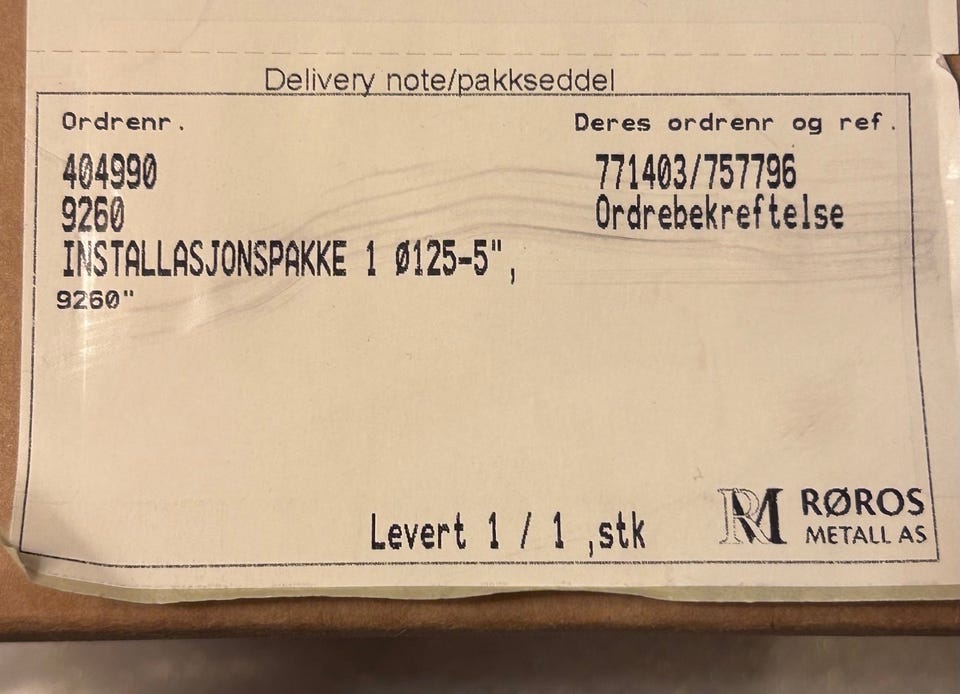 Delivery note/pakkseddel
Ordrenr.
Deres ordrenr og ref.
404990
771403/757796
9260
Ordrebekreftelse
INSTALLASJONSPAKKE 1 Ø125-5",
9260"
Levert 1 / 1 ,stk
RM RØROS
METALL AS